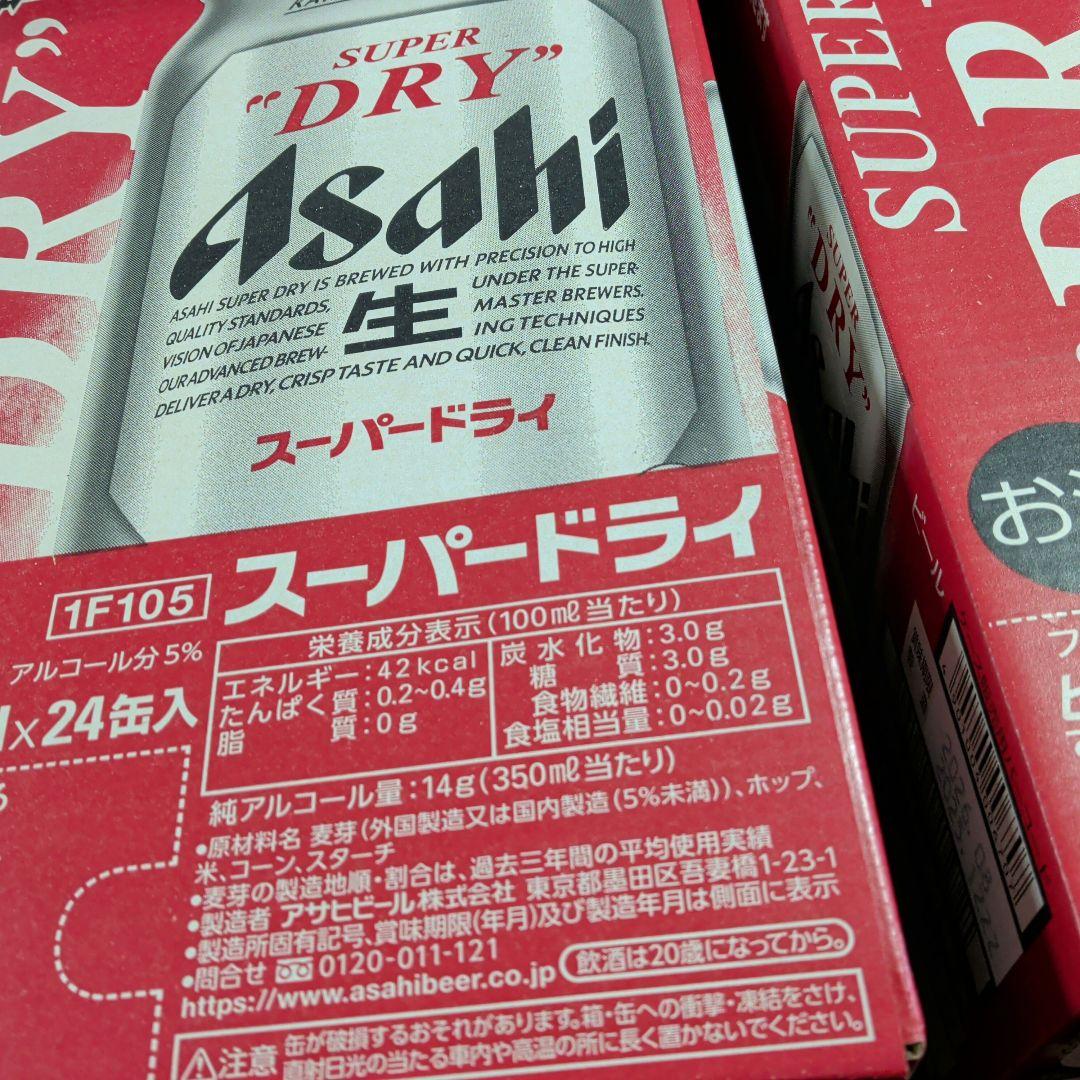 SUPER
“DRY”
Asahi
ASAHI SUPER DRY IS BREWED WITH PRECISION TO HIGH
QUALITY STANDARDS, UNDER THE SUPER-
VISION OF JAPANESE MASTER BREWERS.
OUR ADVANCED BREW- ING TECHNIQUES
DELIVER A DRY, CRISP TASTE AND QUICK, CLEAN FINISH.
生
スーパードライ
1F105
スーパードライ
アルコール分5%
×24缶入
栄養成分表示(100ml当たり)
エネルギー:42kcal
たんぱく質:0.2~0.4g
脂質:0g
炭水化物:3.0g
糖質:3.0g
食物繊維:0~0.2g
食塩相当量:0~0.02g
純アルコール量:14g(350ml当たり)
•原材料名 麦芽(外国製造又は国内製造(5%未満))、ホップ、
米、コーン、スターチ
•麦芽の製造地順・割合は、過去三年間の平均使用実績
•製造者 アサヒビール株式会社 東京都墨田区吾妻橋1-23-1
•製造所固有記号、賞味期限(年月)及び製造年月は側面に表示
•問合せ 0120-011-121
https://www.asahibeer.co.jp
飲酒は20歳になってから。
⚠注意
缶が破損するおそれがあります。箱・缶への衝撃・凍結をさけ、
直射日光の当たる車内や高温の所に長く置かないでください。
DRY”
SUPER
SUPER
“DRY”
ビール
お